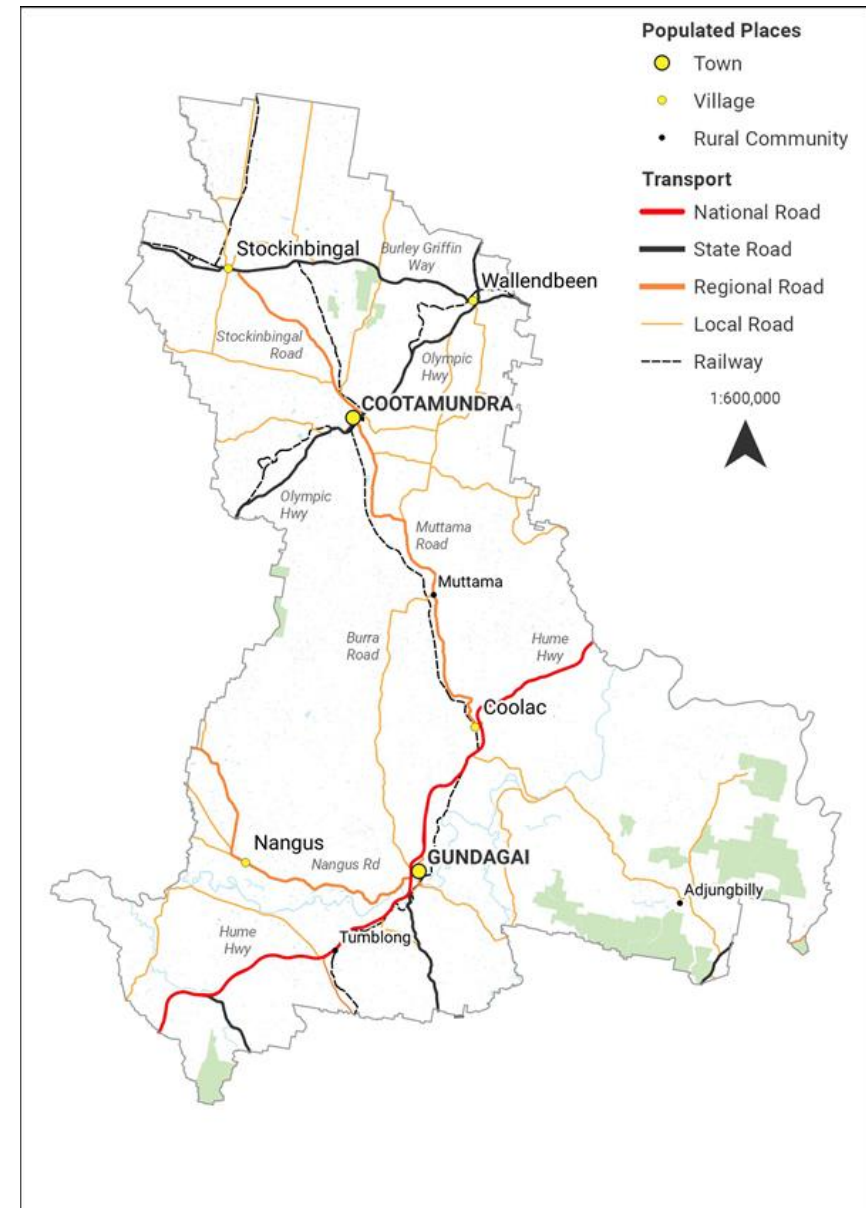 Populated Places
Town
Village
Rural Community
Transport
National Road
State Road
Regional Road
Local Road
Railway
1:600,000
Stockinbingal
Burley Griffin
Way
Wallendbeen
Stockinbingal
Road
Olympic
Hwy
COOTAMUNDRA
Olympic
Hwy
Muttama
Road
Muttama
Burra
Road
Hume
Hwy
Coolac
Nangus
Nangus Rd
GUNDAGAI
Adjungbilly
Hume
Hwy
Tumblong